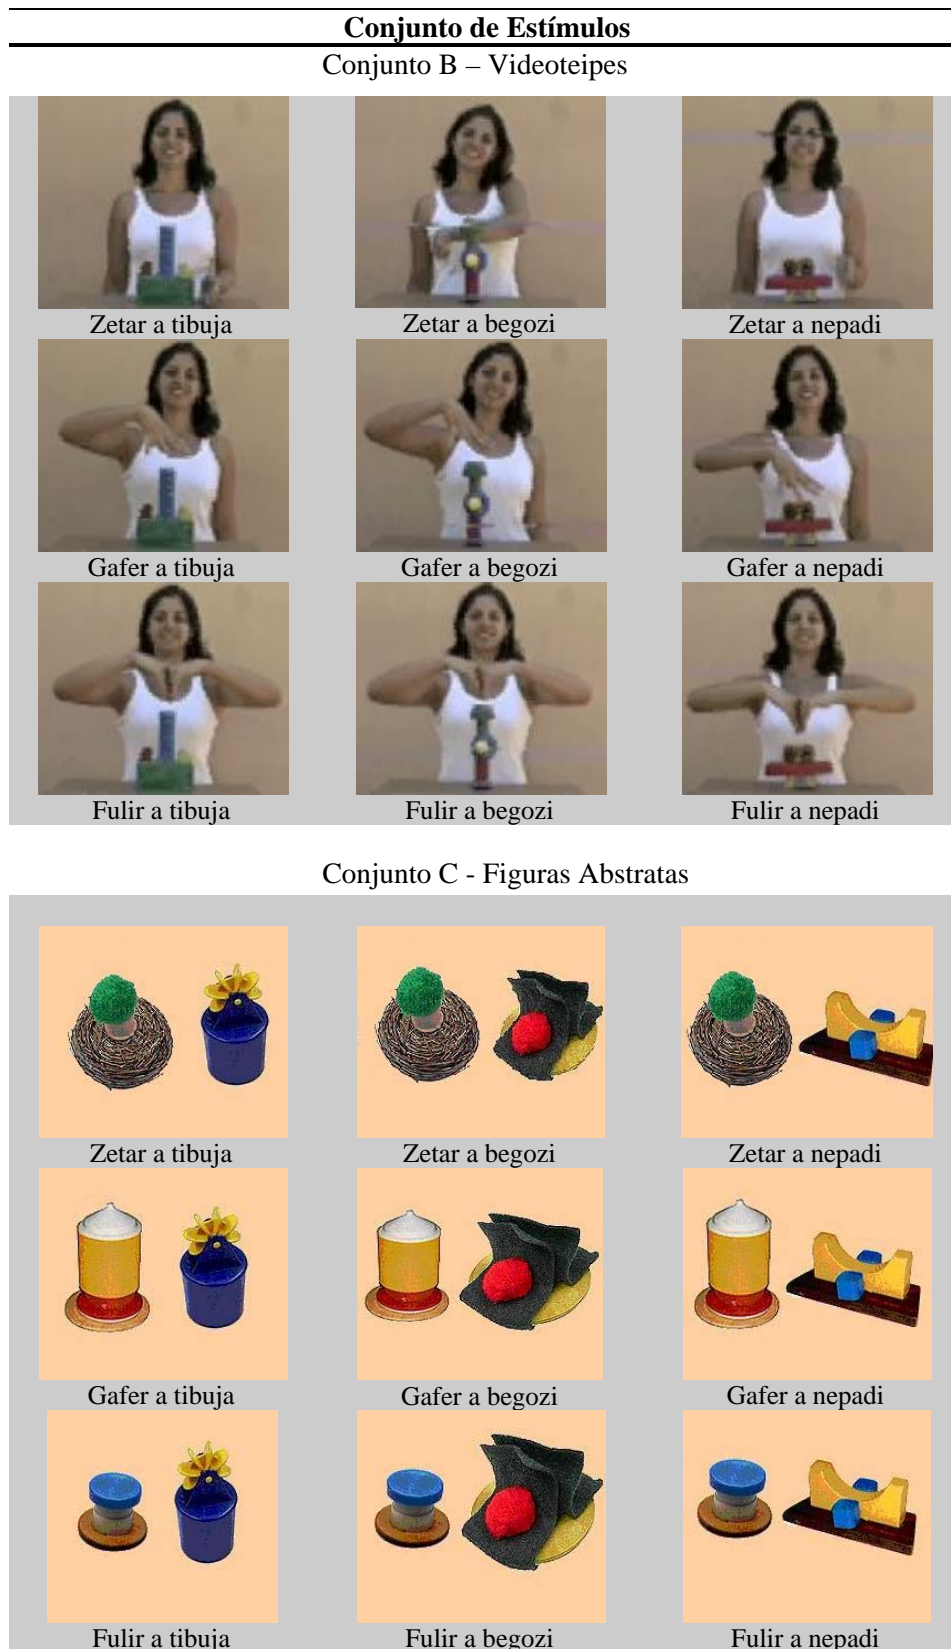 Conjunto de Estímulos
Conjunto B – Videoteipes
Zetar a tibuja Zetar a begozi Zetar a nepadi
Gafer a tibuja Gafer a begozi Gafer a nepadi
Fulir a tibuja Fulir a begozi Fulir a nepadi
Conjunto C - Figuras Abstratas
Zetar a tibuja Zetar a begozi Zetar a nepadi
Gafer a tibuja Gafer a begozi Gafer a nepadi
Fulir a tibuja Fulir a begozi Fulir a nepadi